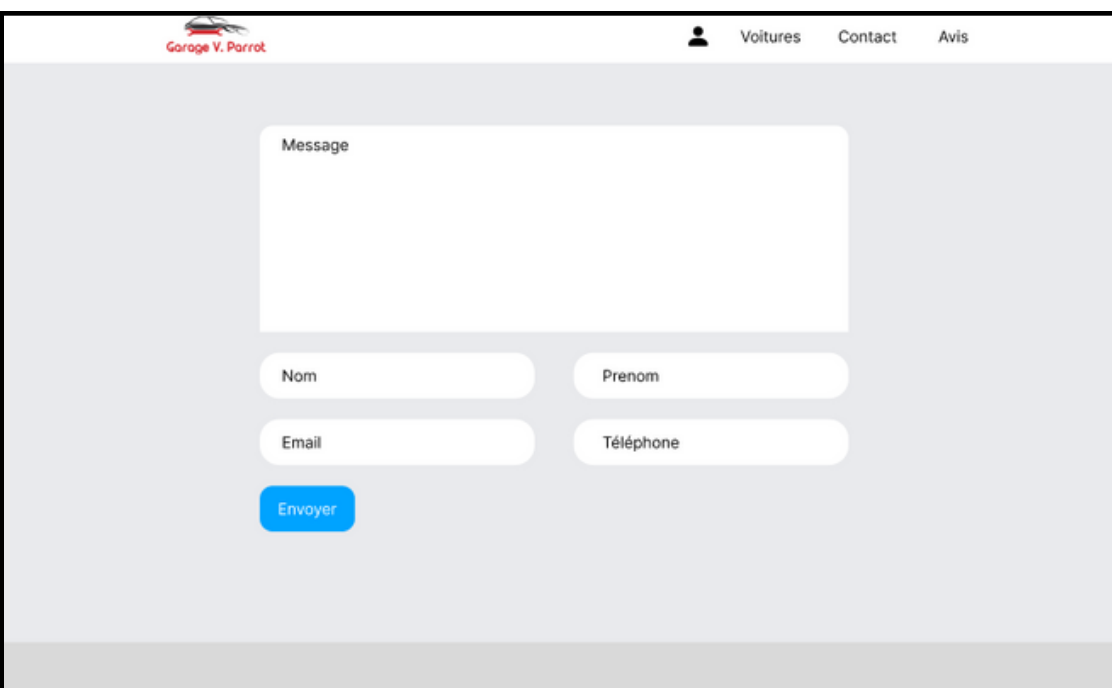 Garage V. Parrot
Voitures Contact Avis
Message
Nom Prenom
Email Téléphone
Envoyer